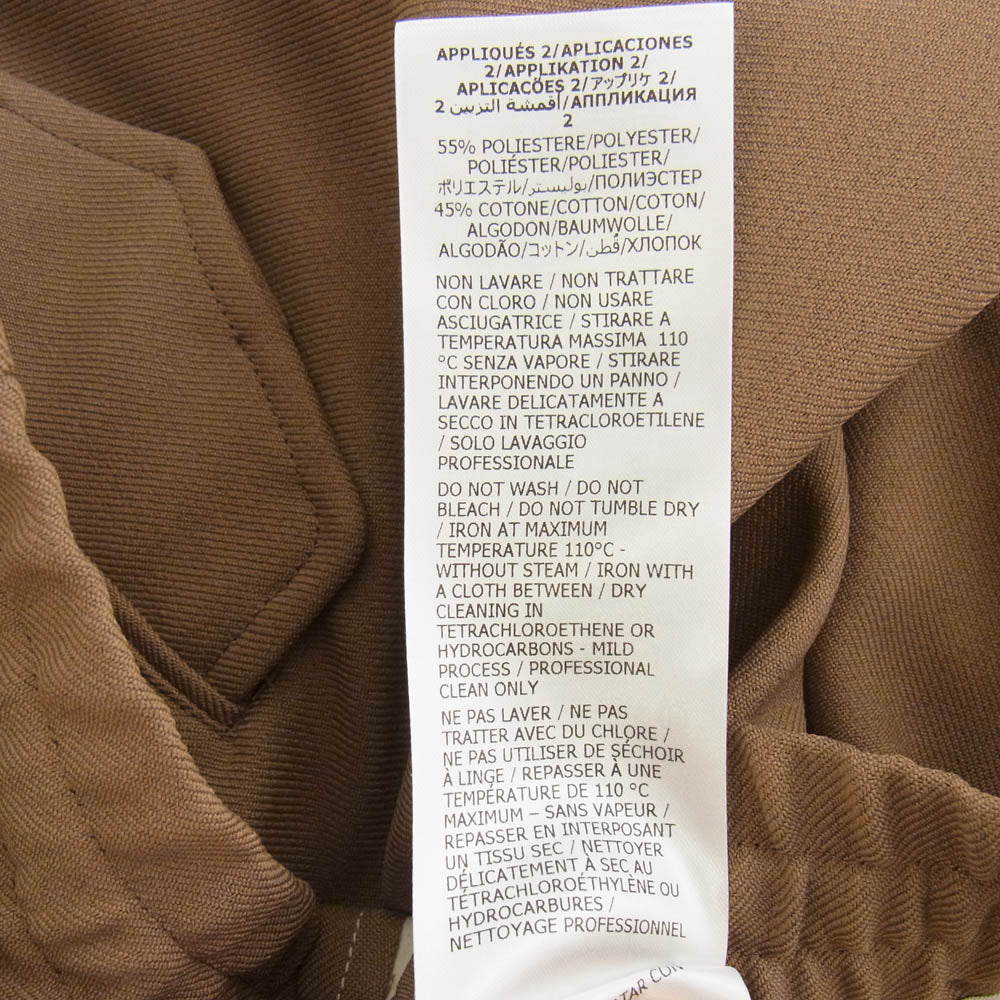 APPLIQUÉS 2/APLICACIONES
2/APPLIKATION 2/
APLICACÕES 2/アップリケ 2/
2 أقمشة التزيين/АППЛИКАЦИЯ
2
55% POLIESTERE/POLYESTER/
POLIÉSTER/POLIESTER/
ポリエステル/بوليستر/ПОЛИЭСТЕР
45% COTONE/COTTON/COTON/
ALGODON/BAUMWOLLE/
ALGODÃO/コットン/قطن/ХЛОПОК
NON LAVARE / NON TRATTARE
CON CLORO / NON USARE
ASCIUGATRICE / STIRARE A
TEMPERATURA MASSIMA 110
°C SENZA VAPORE / STIRARE
INTERPONENDO UN PANNO /
LAVARE DELICATAMENTE A
SECCO IN TETRACLOROETILENE
/ SOLO LAVAGGIO
PROFESSIONALE
DO NOT WASH / DO NOT
BLEACH / DO NOT TUMBLE DRY
/ IRON AT MAXIMUM
TEMPERATURE 110°C -
WITHOUT STEAM / IRON WITH
A CLOTH BETWEEN / DRY
CLEANING IN
TETRACHLOROETHENE OR
HYDROCARBONS - MILD
PROCESS / PROFESSIONAL
CLEAN ONLY
NE PAS LAVER / NE PAS
TRAITER AVEC DU CHLORE /
NE PAS UTILISER DE SÉCHOIR
À LINGE / REPASSER À UNE
TEMPÉRATURE DE 110 °C
MAXIMUM – SANS VAPEUR /
REPASSER EN INTERPOSANT
UN TISSU SEC / NETTOYER
DÉLICATEMENT À SEC AU
TÉTRACHLOROÉTHYLÈNE OU
HYDROCARBURES /
NETTOYAGE PROFESSIONNEL